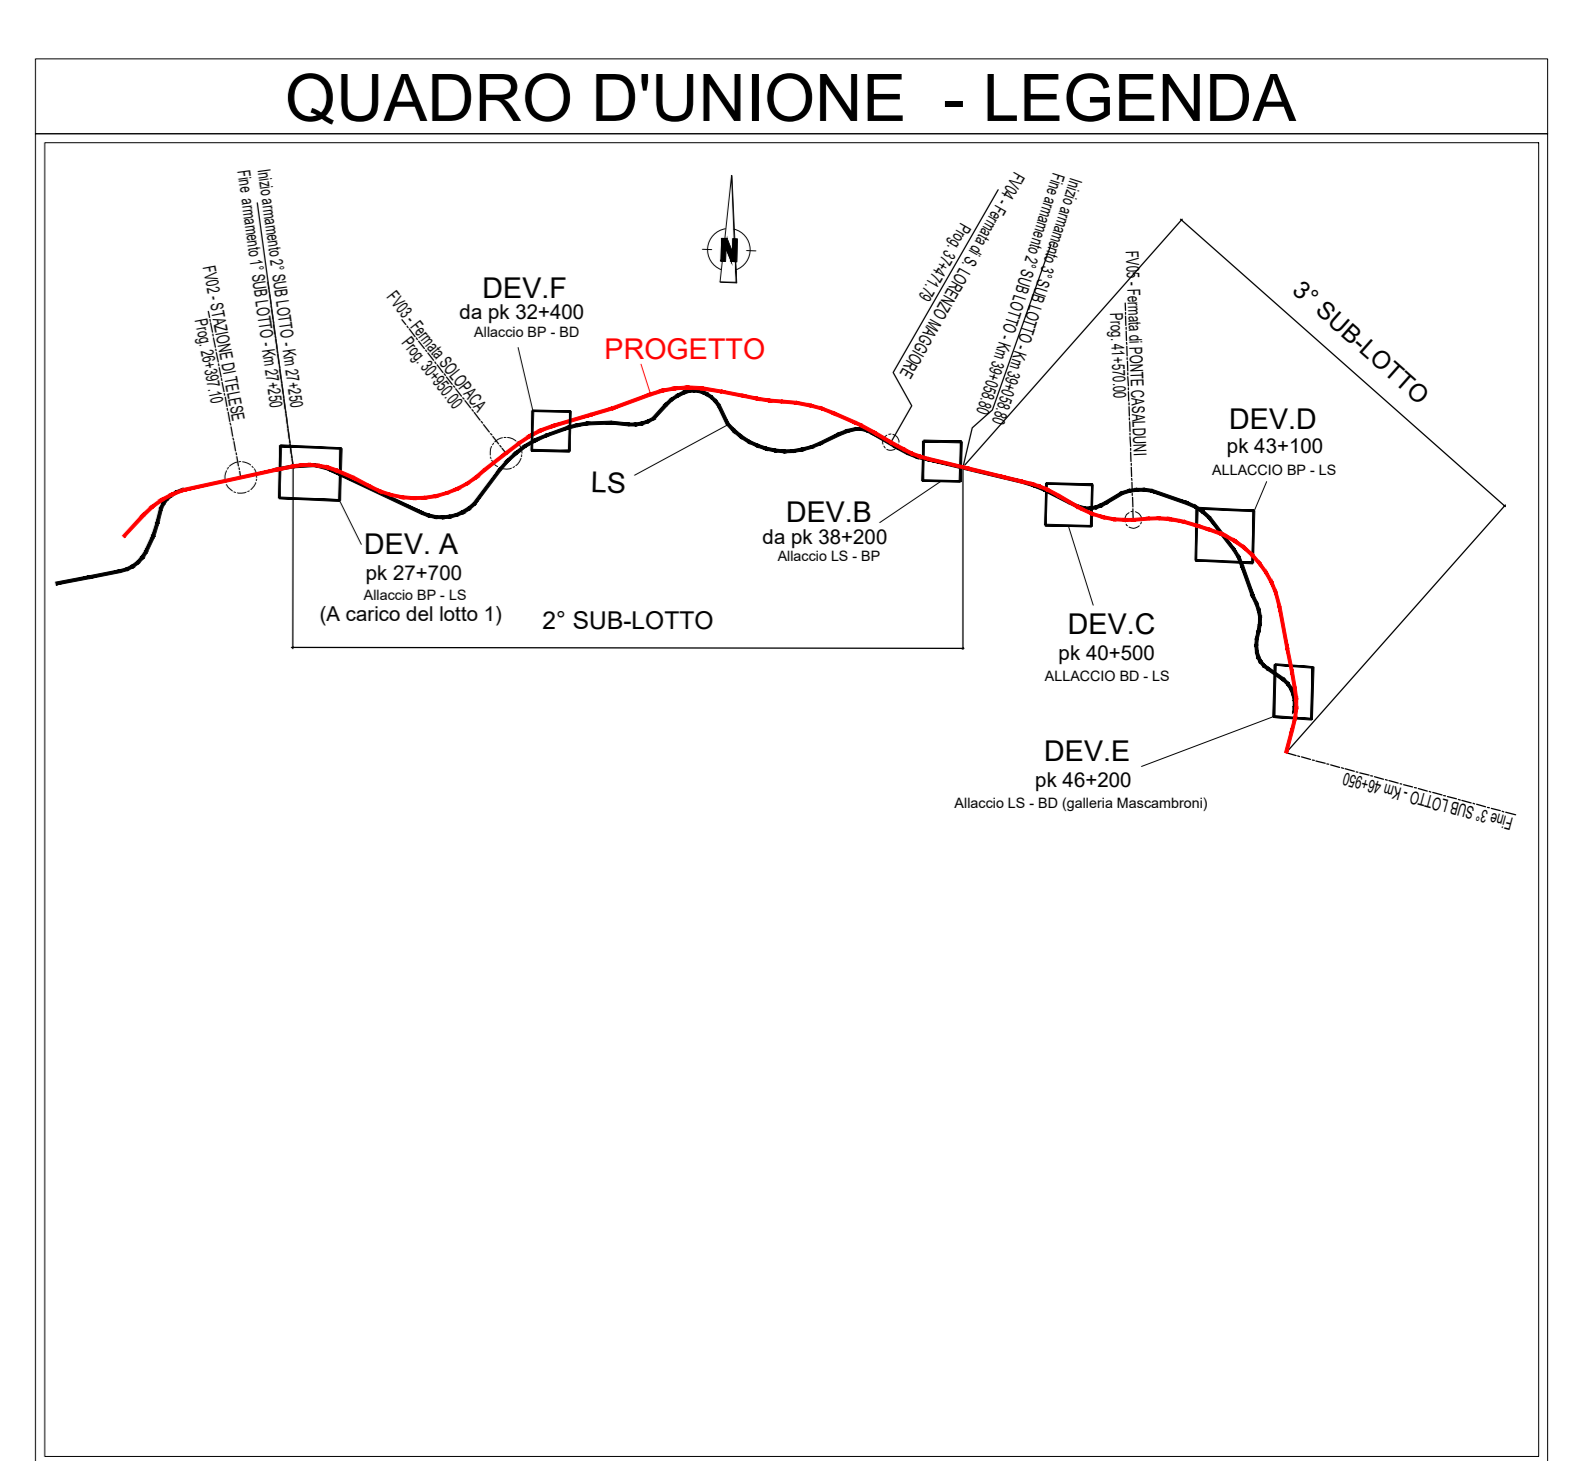 QUADRO D'UNIONE - LEGENDA
Inizio armamento 2° SUB LOTTO - Km 27+250
Fine armamento 1° SUB LOTTO - Km 27+250
FV02 - STAZIONE DI TELESE
Prog. 26+397.10
FV03 - Fermata SOLOPACA
Prog. 30+950.00
DEV.F
da pk 32+400
Allaccio BP - BD
PROGETTO
N
FV04 - Fermata di S. LORENZO MAGGIORE
Prog. 37+471.79
Inizio armamento 3° SUB LOTTO - Km 39+058.80
Fine armamento 2° SUB LOTTO - Km 39+058.80
FV05 - Fermata di PONTE CASALDUNI
Prog. 41+570.00
3° SUB-LOTTO
DEV.D
pk 43+100
ALLACCIO BP - LS
LS
DEV.B
da pk 38+200
Allaccio LS - BP
DEV. A
pk 27+700
Allaccio BP - LS
(A carico del lotto 1)
2° SUB-LOTTO
DEV.C
pk 40+500
ALLACCIO BD - LS
DEV.E
pk 46+200
Allaccio LS - BD (galleria Mascambroni)
Fine 3° SUB LOTTO - Km 46+950